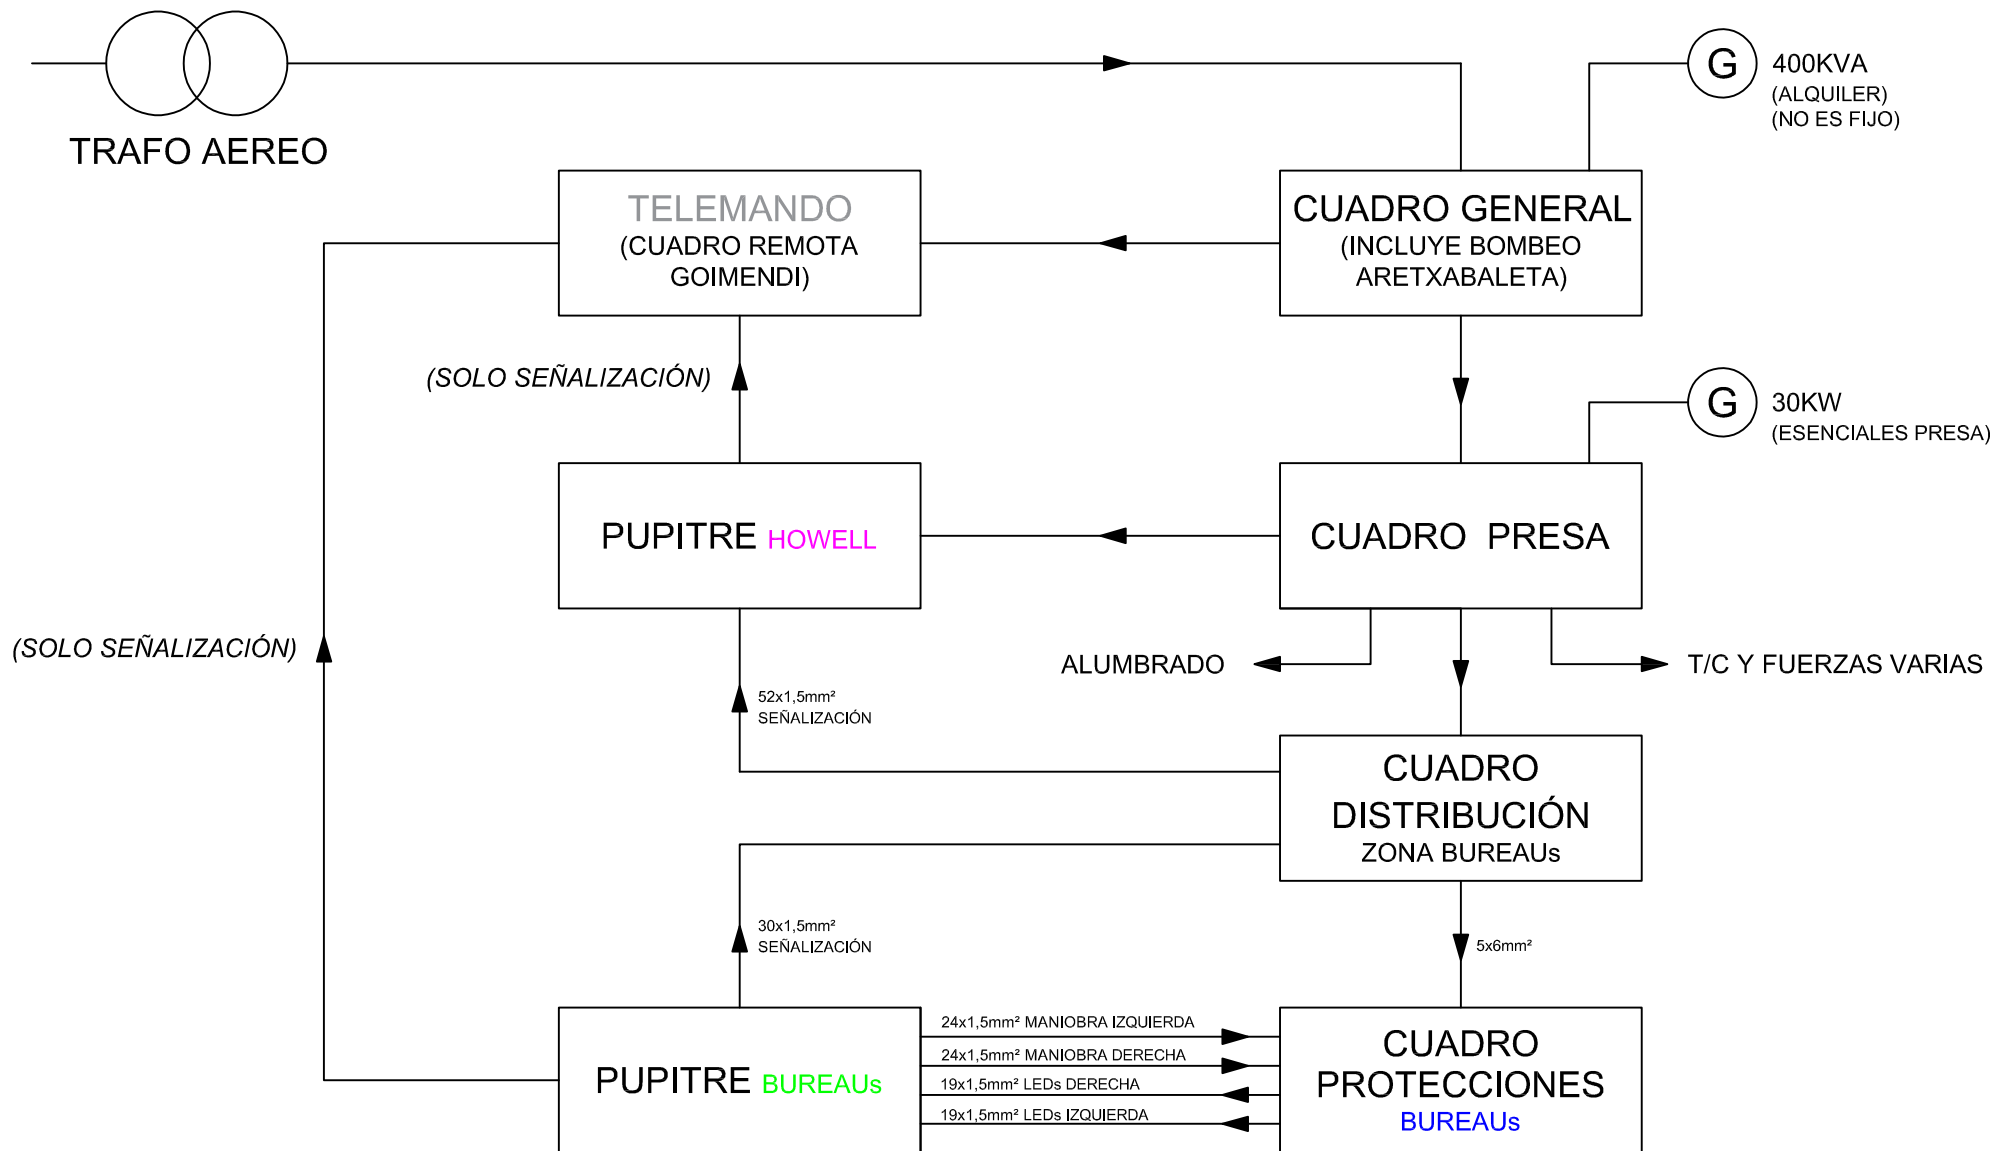 G
400KVA
(ALQUILER)
(NO ES FIJO)
TRAFO AEREO
TELEMANDO
(CUADRO REMOTA
GOIMENDI)
CUADRO GENERAL
(INCLUYE BOMBEO
ARETXABALETA)
(SOLO SEÑALIZACIÓN)
G
30KW
(ESENCIALES PRESA)
PUPITRE HOWELL
CUADRO PRESA
(SOLO SEÑALIZACIÓN)
ALUMBRADO
T/C Y FUERZAS VARIAS
52x1,5mm²
SEÑALIZACIÓN
CUADRO
DISTRIBUCIÓN
ZONA BUREAUs
30x1,5mm²
SEÑALIZACIÓN
5x6mm²
PUPITRE BUREAUs
24x1,5mm² MANIOBRA IZQUIERDA
24x1,5mm² MANIOBRA DERECHA
19x1,5mm² LEDs DERECHA
19x1,5mm² LEDs IZQUIERDA
CUADRO
PROTECCIONES
BUREAUs